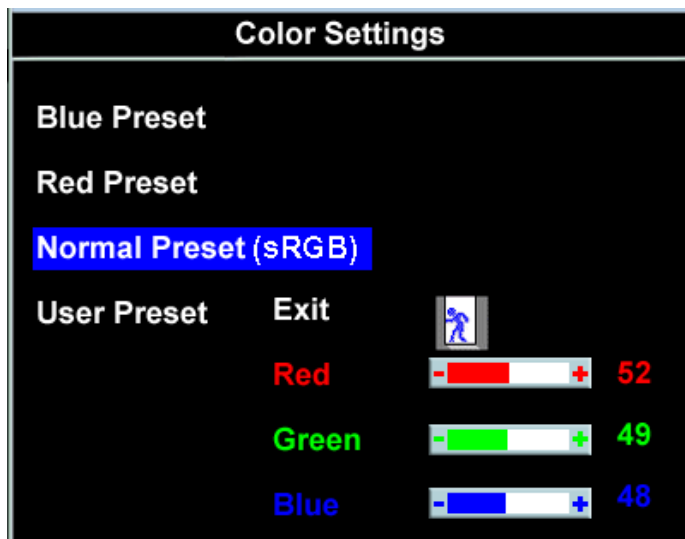 Color Settings
Blue Preset
Red Preset
Normal Preset (sRGB)
User Preset Exit
Red - + 52
Green - + 49
Blue - + 48